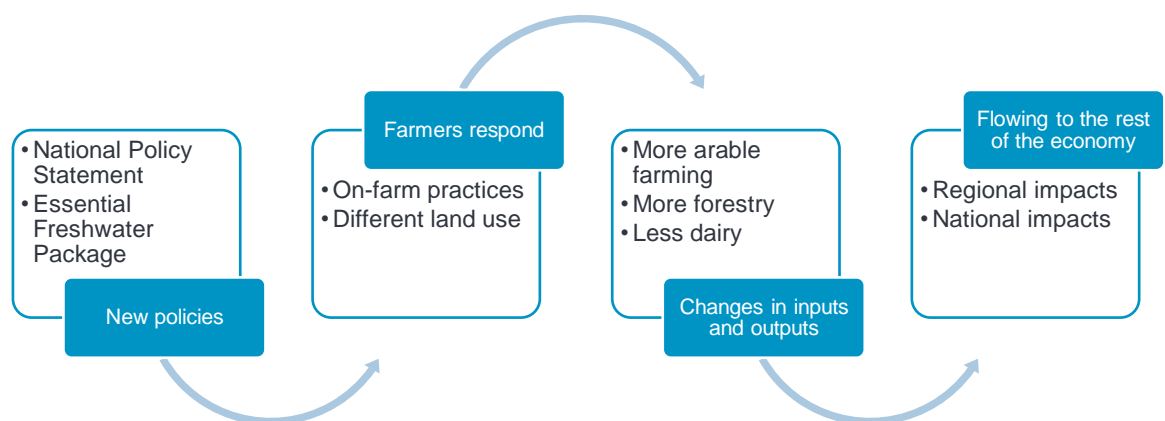 • National Policy
Statement
• Essential
Freshwater
Package
New policies
Farmers respond
• On-farm practices
• Different land use
• More arable
farming
• More forestry
• Less dairy
Changes in inputs
and outputs
Flowing to the rest
of the economy
• Regional impacts
• National impacts